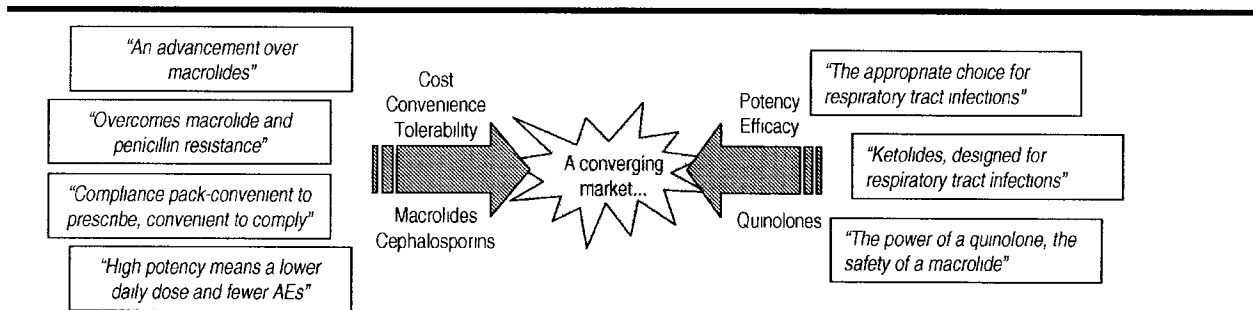 “An advancement over
macrolides”
“Overcomes macrolide and
penicillin resistance”
“Compliance pack-convenient to
prescribe, convenient to comply”
“High potency means a lower
daily dose and fewer AEs”
Cost
Convenience
Tolerability
Macrolides
Cephalosporins
A converging
market...
Potency
Efficacy
Quinolones
“The appropriate choice for
respiratory tract infections”
“Ketolides, designed for
respiratory tract infections”
“The power of a quinolone, the
safety of a macrolide”